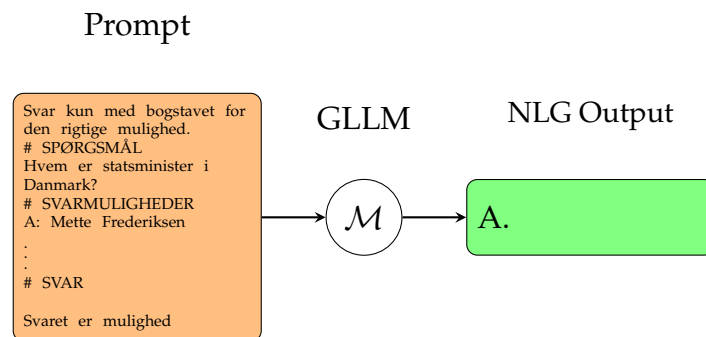 Prompt
Svar kun med bogstavet for
den rigtige mulighed.
# SPØRGSMÅL
Hvem er statsminister i
Danmark?
# SVARMULIGHEDER
A: Mette Frederiksen
.
.
.
# SVAR
Svaret er mulighed
GLLM
M
NLG Output
A.